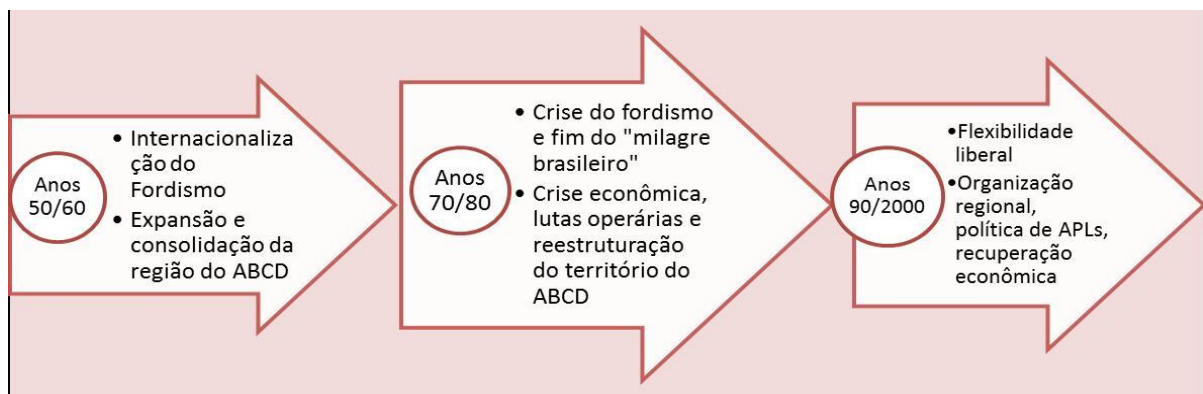 Anos
50/60
• Internacionaliza
ção do
Fordismo
• Expansão e
consolidação da
região do ABCD
Anos
70/80
• Crise do fordismo
e fim do "milagre
brasileiro"
• Crise econômica,
lutas operárias e
reestruturação
do território do
ABCD
Anos
90/2000
•Flexibilidade
liberal
•Organização
regional,
política de APLs,
recuperação
econômica